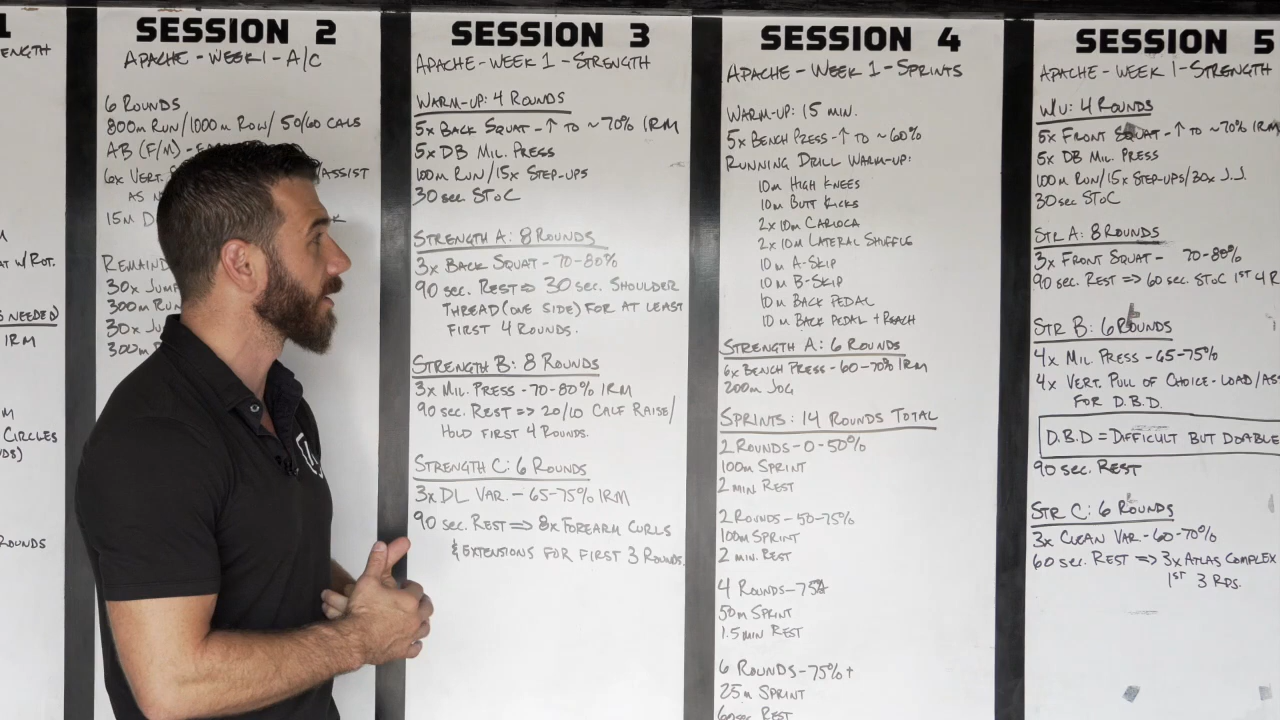 1
ENGTH
AT W/ ROT.
S NEEDED)
1RM
M
CIRCLES
NDS)
ROUNDS
SESSION 2
APACHE - WEEK 1 - A/C
6 ROUNDS
800m RUN/1000m ROW/ 50/60 CALS
AB (F/M) - EA
6x VERT. /ASSIST
AS N
15M D
REMAIND
30x JUMP
300m RUN
30x JU
300m R
SESSION 3
APACHE - WEEK 1 - STRENGTH
WARM-UP: 4 ROUNDS
5x BACK SQUAT - ↑ TO ~70% 1RM
5x DB MIL. PRESS
100m RUN/15x STEP-UPS
30 sec. SToC
STRENGTH A: 8 ROUNDS
3x BACK SQUAT - 70-80%
90 sec. REST => 30 sec. SHOULDER
THREAD (ONE SIDE) FOR AT LEAST
FIRST 4 ROUNDS.
STRENGTH B: 8 ROUNDS
3x MIL. PRESS - 70-80% 1RM
90 sec. REST => 20/10 CALF RAISE/
HOLD FIRST 4 ROUNDS.
STRENGTH C: 6 ROUNDS
3x DL VAR. - 65-75% 1RM
90 sec. REST => 8x FOREARM CURLS
& EXTENSIONS FOR FIRST 3 ROUNDS.
SESSION 4
APACHE - WEEK 1 - SPRINTS
WARM-UP: 15 MIN.
5x BENCH PRESS - ↑ TO ~60%
RUNNING DRILL WARM-UP:
10m HIGH KNEES
10m BUTT KICKS
2x 10m CARIOCA
2x 10m LATERAL SHUFFLE
10m A-SKIP
10m B-SKIP
10m BACK PEDAL
10m BACK PEDAL + REACH
STRENGTH A: 6 ROUNDS
6x BENCH PRESS - 60-70% 1RM
200m JOG
SPRINTS: 14 ROUNDS TOTAL
2 ROUNDS - 0-50%
100m SPRINT
2 MIN. REST
2 ROUNDS - 50-75%
100m SPRINT
2 MIN. REST
4 ROUNDS - 75%
50m SPRINT
1.5 MIN REST
6 ROUNDS - 75% +
25m SPRINT
60 sec REST
SESSION 5
APACHE - WEEK 1 - STRENGTH
W/U: 4 ROUNDS
5x FRONT SQUAT - ↑ TO ~70% 1RM
5x DB MIL. PRESS
100m RUN/15x STEP-UPS/30x J.J.
30 sec. SToC
STR A: 8 ROUNDS
3x FRONT SQUAT - 70-80%
90 sec. REST => 60 sec. SToC 1ST 4 R
STR B: 6 ROUNDS
4x MIL. PRESS - 65-75%
4x VERT. PULL OF CHOICE - LOAD/ASS
FOR D.B.D.
D.B.D = DIFFICULT BUT DOABLE
90 sec. REST
STR C: 6 ROUNDS
3x CLEAN VAR - 60-70%
60 sec. REST => 3x ATLAS COMPLEX
1ST 3 RDS.